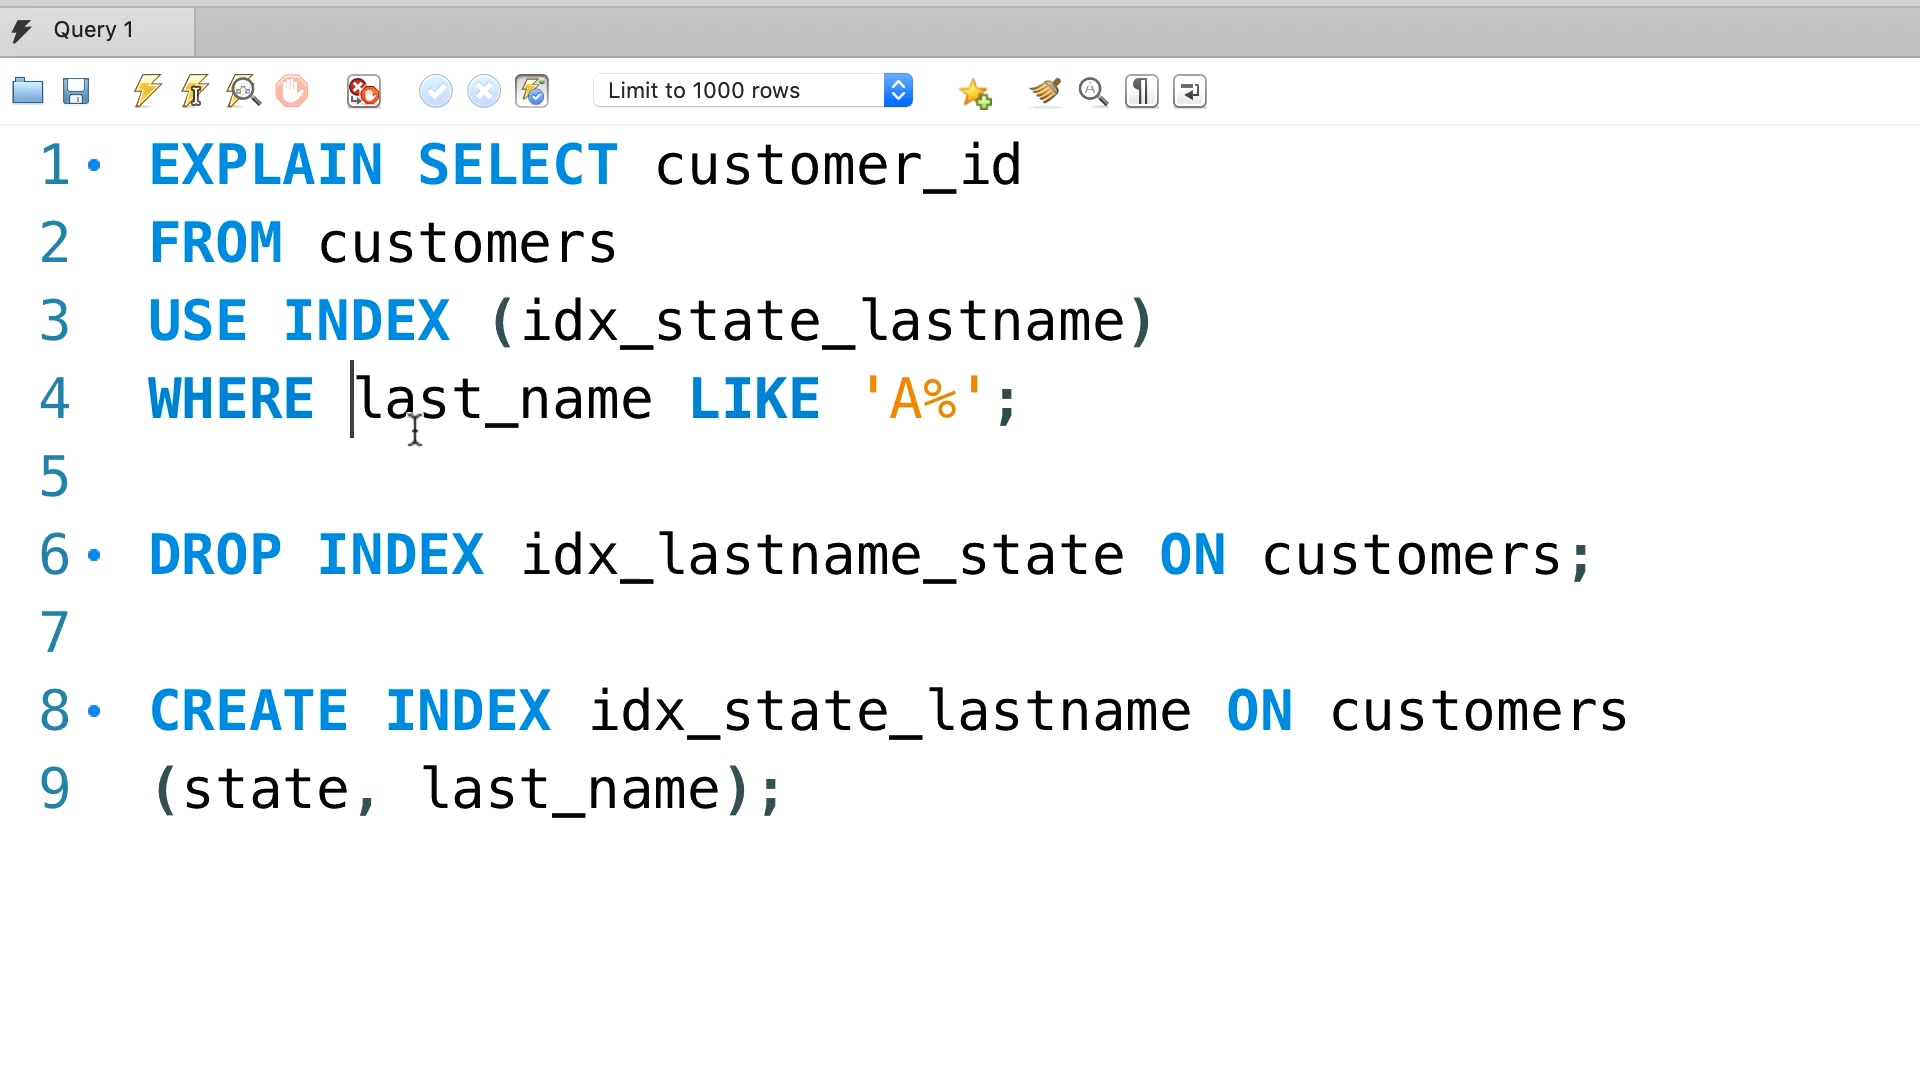 Query 1
Limit to 1000 rows
1 EXPLAIN SELECT customer_id
2 FROM customers
3 USE INDEX (idx_state_lastname)
4 WHERE last_name LIKE 'A%';
5
6 DROP INDEX idx_lastname_state ON customers;
7
8 CREATE INDEX idx_state_lastname ON customers
9 (state, last_name);